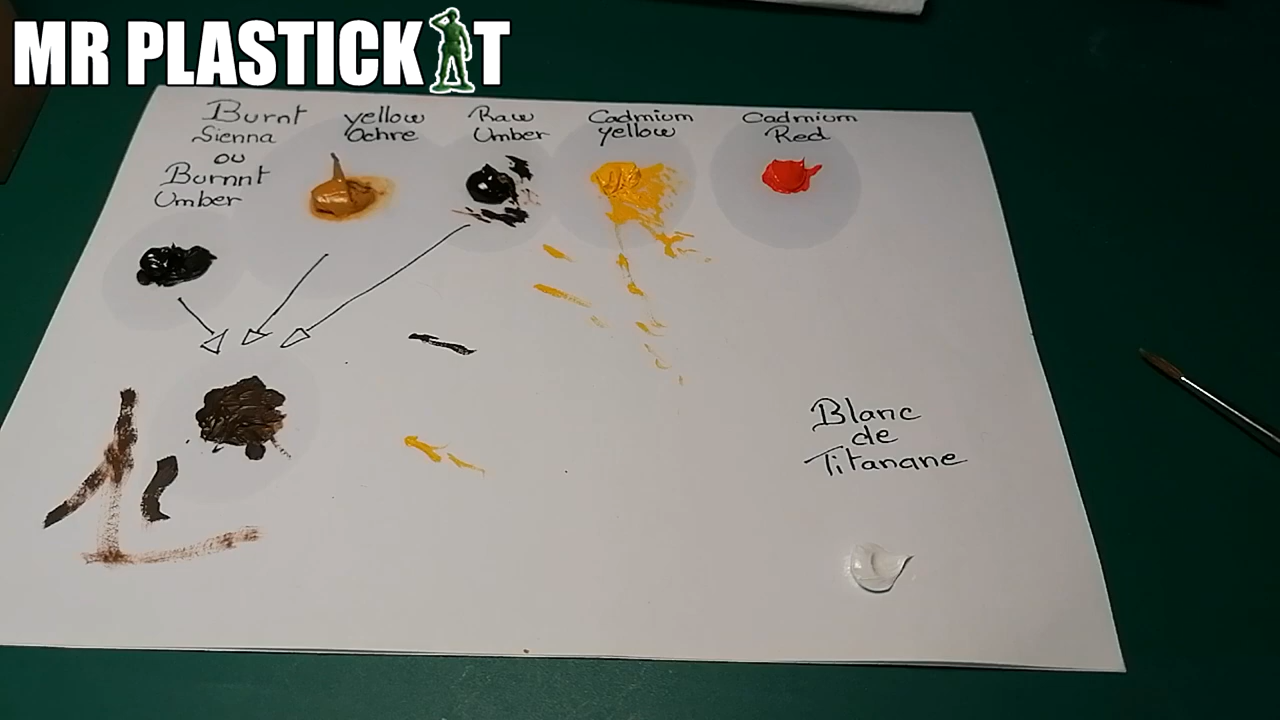 MR PLASTICKIT
Burnt
Sienna
ou
Burnnt
Umber
yellow
Ochre
Raw
Umber
Cadmium
yellow
Cadmium
Red
Blanc
de
Titanane